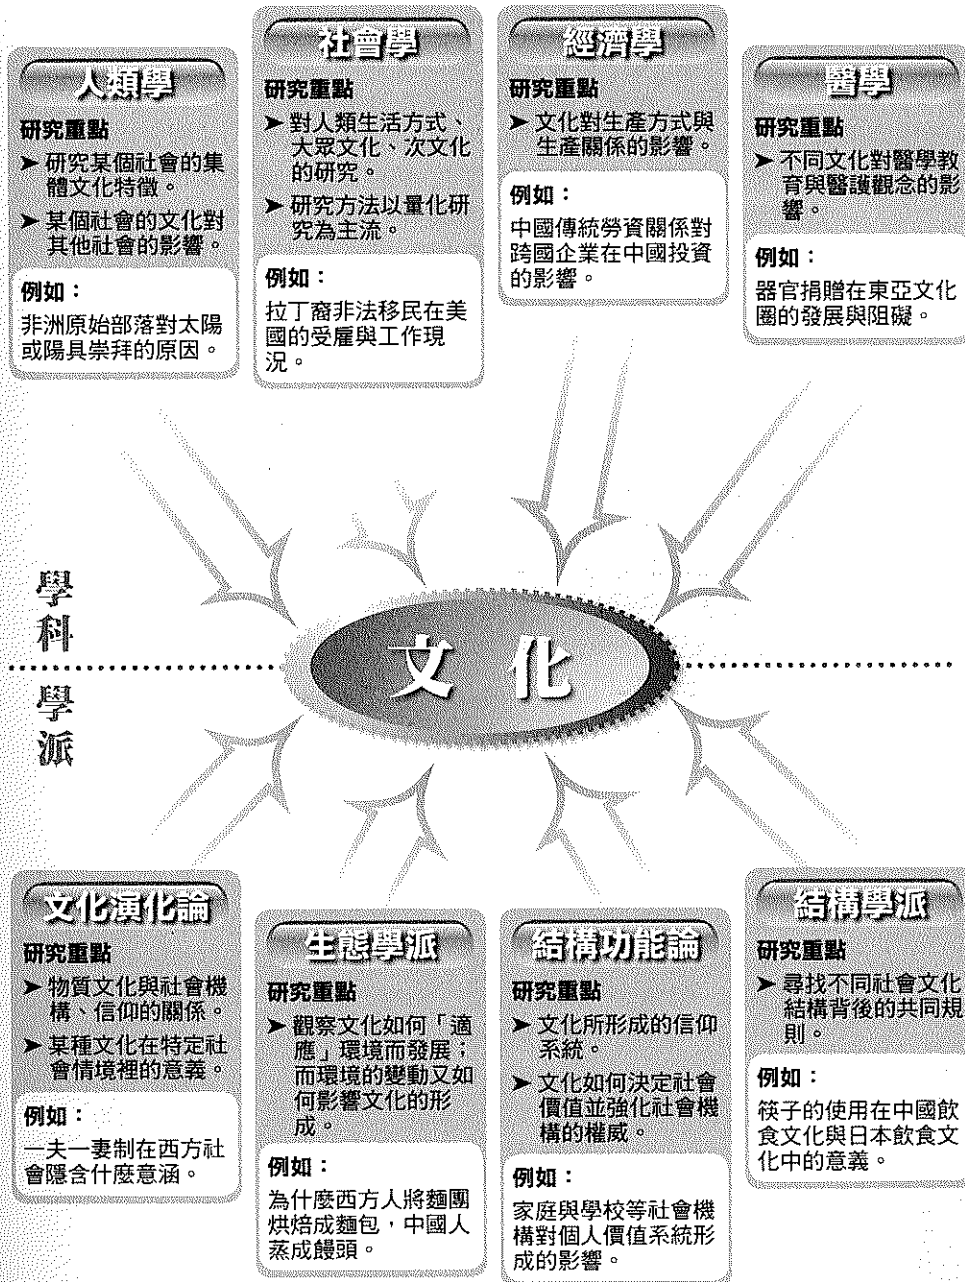 人類學
研究重點
➤ 研究某個社會的集
體文化特徵。
➤ 某個社會的文化對
其他社會的影響。
例如：
非洲原始部落對太陽
或陽具崇拜的原因。
社會學
研究重點
➤ 對人類生活方式、
大眾文化、次文化
的研究。
➤ 研究方法以量化研
究為主流。
例如：
拉丁裔非法移民在美
國的受雇與工作現
況。
經濟學
研究重點
➤ 文化對生產方式與
生產關係的影響。
例如：
中國傳統勞資關係對
跨國企業在中國投資
的影響。
醫學
研究重點
➤ 不同文化對醫學教
育與醫護觀念的影
響。
例如：
器官捐贈在東亞文化
圈的發展與阻礙。
學科
文化
學派
文化演化論
研究重點
➤ 物質文化與社會機
構、信仰的關係。
➤ 某種文化在特定社
會情境裡的意義。
例如：
一夫一妻制在西方社
會隱含什麼意涵。
生態學派
研究重點
➤ 觀察文化如何「適
應」環境而發展；
而環境的變動又如
何影響文化的形
成。
例如：
為什麼西方人將麵團
烘焙成麵包，中國人
蒸成饅頭。
結構功能論
研究重點
➤ 文化所形成的信仰
系統。
➤ 文化如何決定社會
價值並強化社會機
構的權威。
例如：
家庭與學校等社會機
構對個人價值系統形
成的影響。
結構學派
研究重點
➤ 尋找不同社會文化
結構背後的共同規
則。
例如：
筷子的使用在中國飲
食文化與日本飲食文
化中的意義。